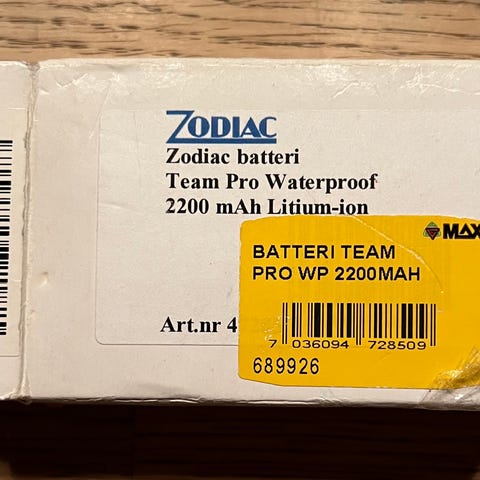 ZODIAC
Zodiac batteri
Team Pro Waterproof
2200 mAh Litium-ion
Art.nr
MAX
BATTERI TEAM
PRO WP 2200MAH
7 036094 728509
689926